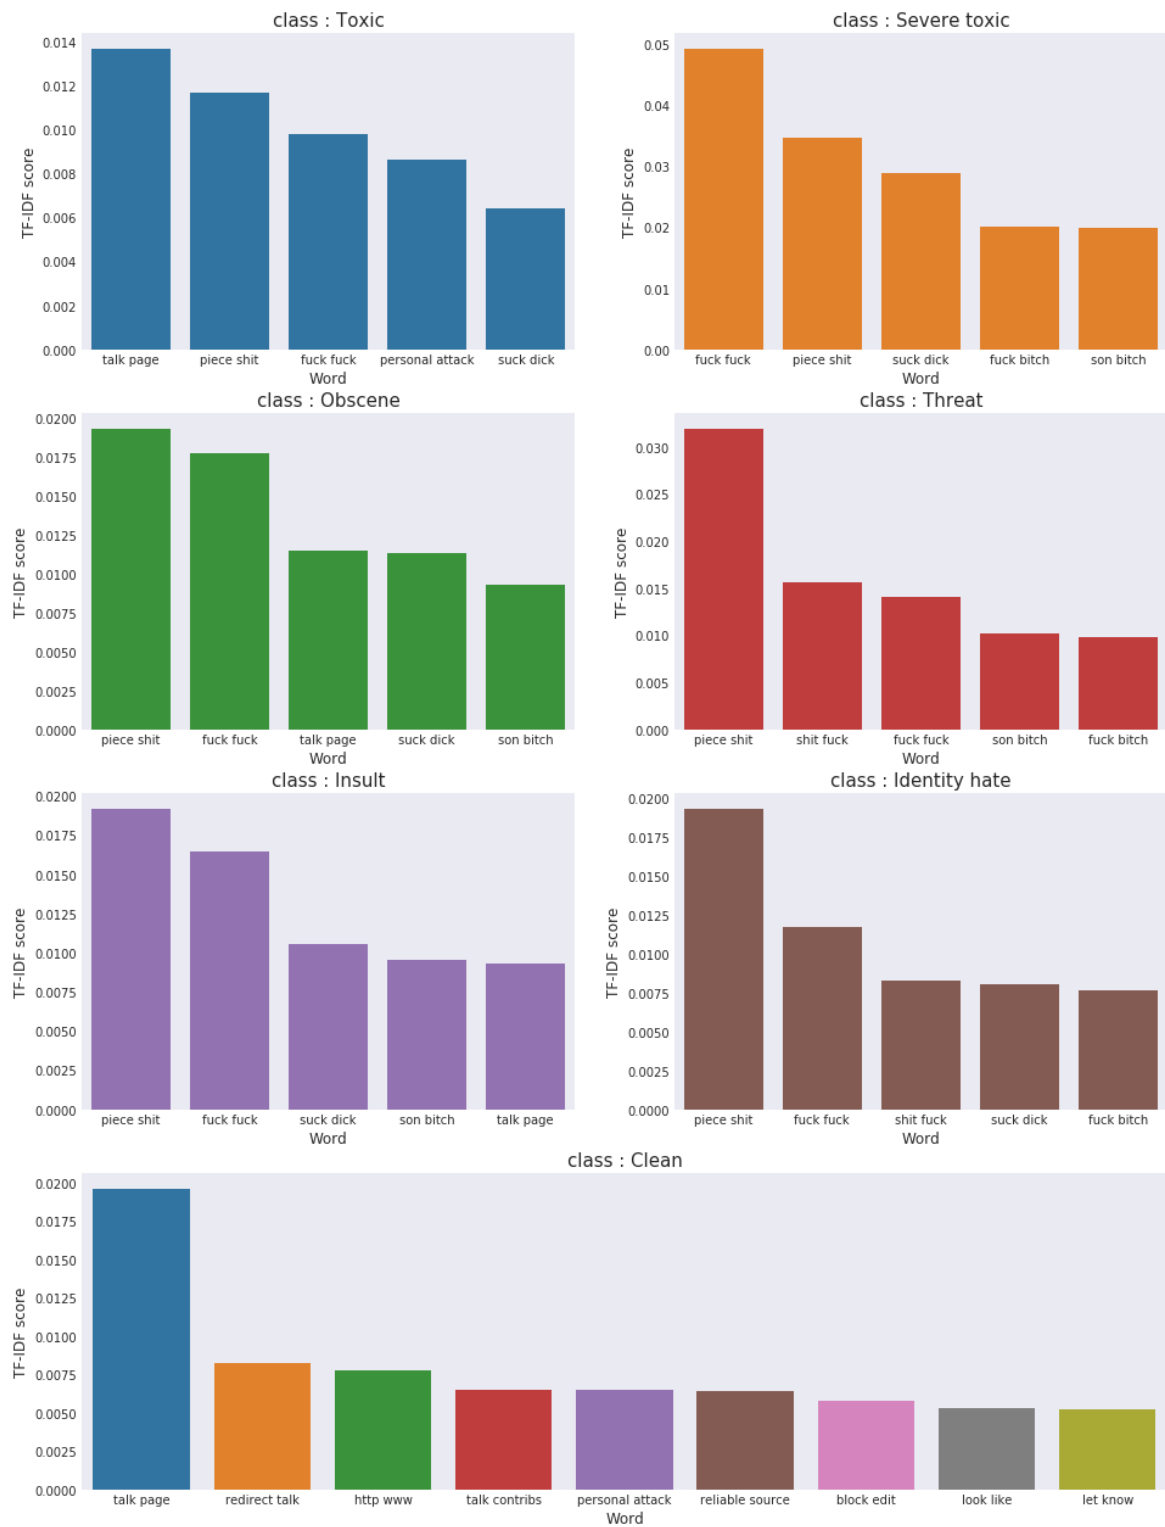 class : Toxic
0.014
0.012
0.010
0.008
0.006
0.004
0.002
0.000
TF-IDF score
talk page piece shit fuck fuck personal attack suck dick
Word
class : Severe toxic
0.05
0.04
0.03
0.02
0.01
0.00
TF-IDF score
fuck fuck piece shit suck dick fuck bitch son bitch
Word
class : Obscene
0.0200
0.0175
0.0150
0.0125
0.0100
0.0075
0.0050
0.0025
0.0000
TF-IDF score
piece shit fuck fuck talk page suck dick son bitch
Word
class : Threat
0.030
0.025
0.020
0.015
0.010
0.005
0.000
TF-IDF score
piece shit shit fuck fuck fuck son bitch fuck bitch
Word
class : Insult
0.0200
0.0175
0.0150
0.0125
0.0100
0.0075
0.0050
0.0025
0.0000
TF-IDF score
piece shit fuck fuck suck dick son bitch talk page
Word
class : Identity hate
0.0200
0.0175
0.0150
0.0125
0.0100
0.0075
0.0050
0.0025
0.0000
TF-IDF score
piece shit fuck fuck shit fuck suck dick fuck bitch
Word
class : Clean
0.0200
0.0175
0.0150
0.0125
0.0100
0.0075
0.0050
0.0025
0.0000
TF-IDF score
talk page redirect talk http www talk contribs personal attack reliable source block edit look like let know
Word